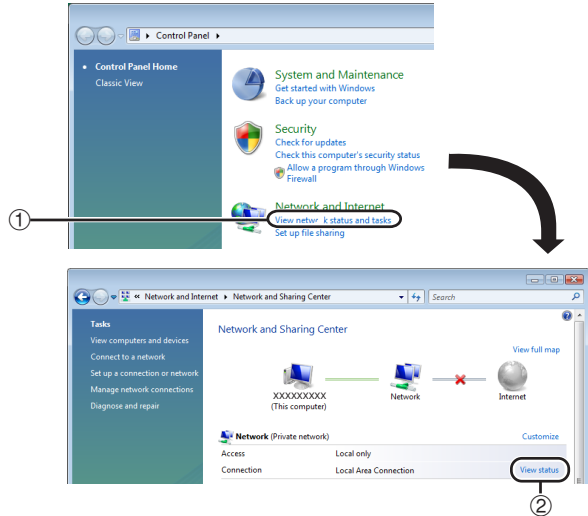 Control Panel
Control Panel Home
Classic View
System and Maintenance
Get started with Windows
Back up your computer
Security
Check for updates
Check this computer's security status
Allow a program through Windows
Firewall
Network and Internet
① View status and tasks
Set up file sharing
« Network and Internet Network and Sharing Center Search
Tasks
View computers and devices
Connect to a network
Set up a connection or network
Manage network connections
Diagnose and repair
Network and Sharing Center
View full map
XXXXXXXXX
(This computer)
Network
Internet
Network (Private network) Customize
Access Local only
Connection Local Area Connection View status
②